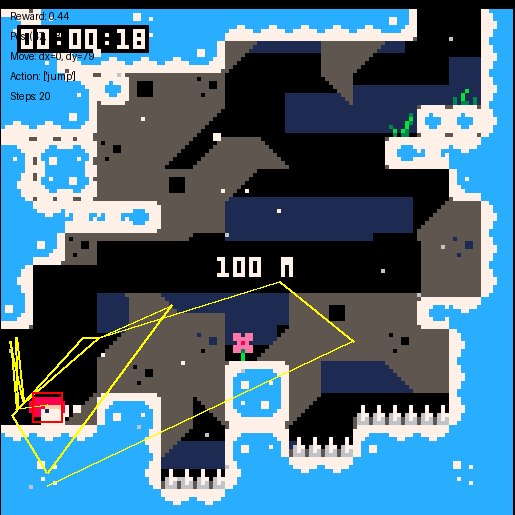 Reward: 0.44
00:00:18
Move: dx=0, dy=79
Action: ['jump']
Steps: 20
100 M